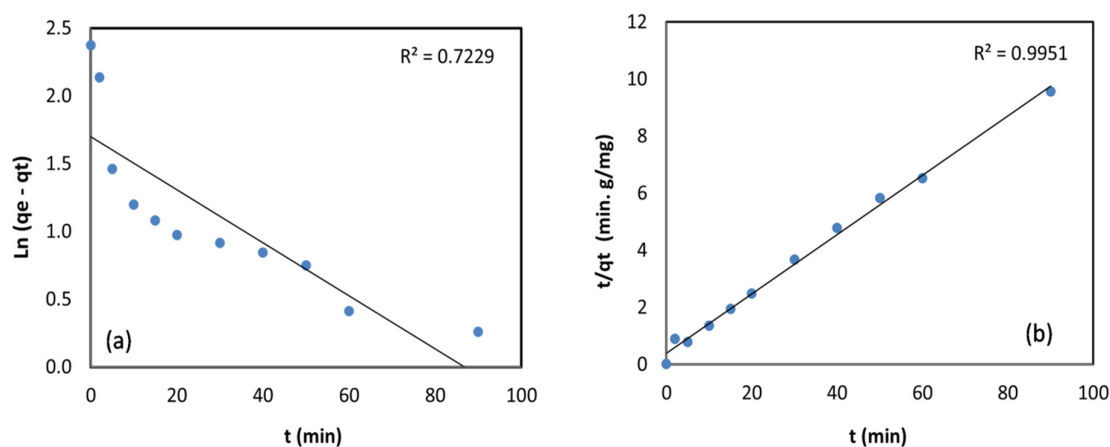 2.5
2.0
1.5
1.0
0.5
0.0
Ln (qe - qt)
R² = 0.7229
(a)
0 20 40 60 80 100
t (min)
12
10
8
6
4
2
0
t/qt (min. g/mg)
R² = 0.9951
(b)
0 20 40 60 80 100
t (min)